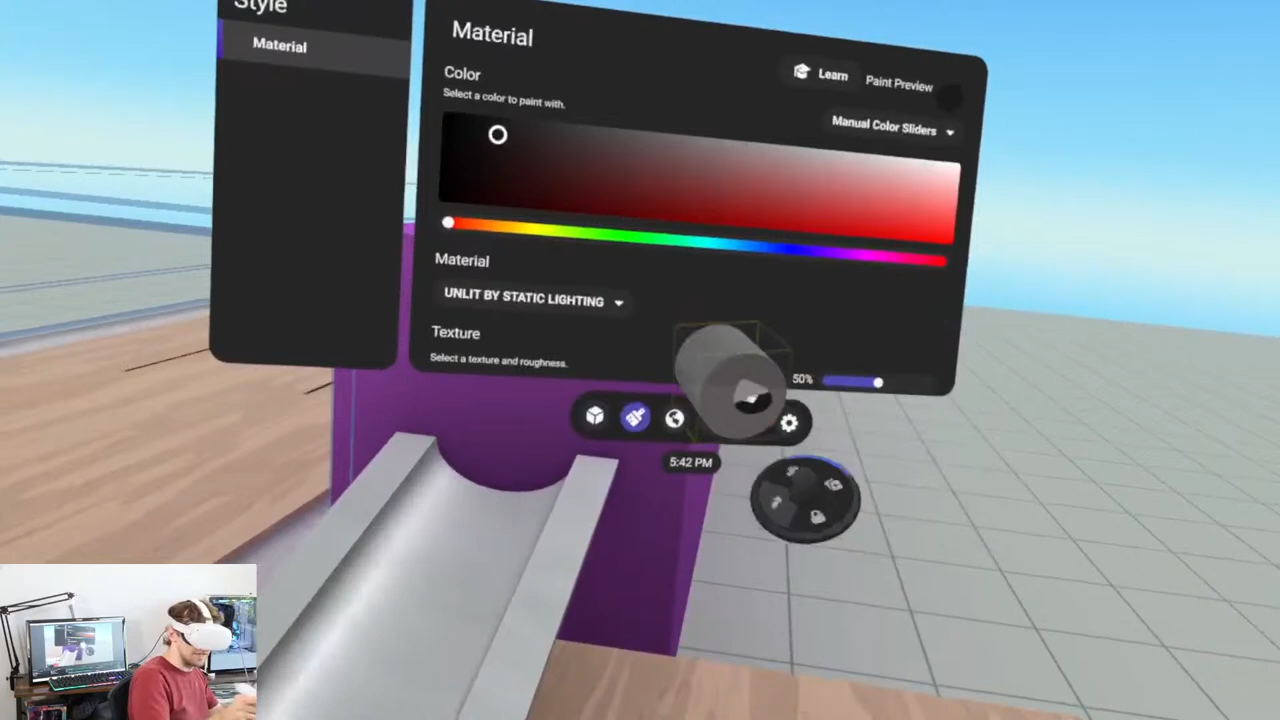 Style
Material
Material
Learn
Paint Preview
Color
Select a color to paint with.
Manual Color Sliders
Material
UNLIT BY STATIC LIGHTING
Texture
Select a texture and roughness.
50%
5:42 PM